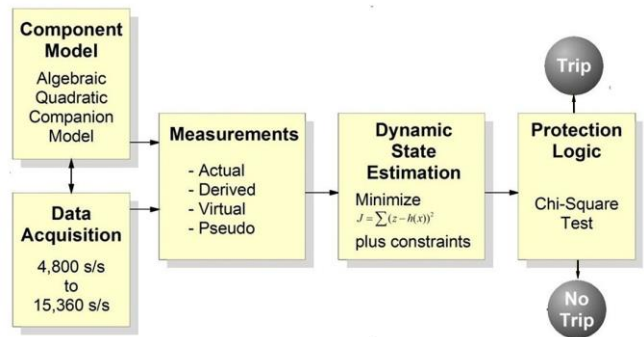 Component
Model
Algebraic
Quadratic
Companion
Model
Data
Acquisition
4,800 s/s
to
15,360 s/s
Measurements
- Actual
- Derived
- Virtual
- Pseudo
Dynamic
State
Estimation
Minimize
J = ∑(z − h(x))²
plus constraints
Protection
Logic
Chi-Square
Test
Trip
No
Trip